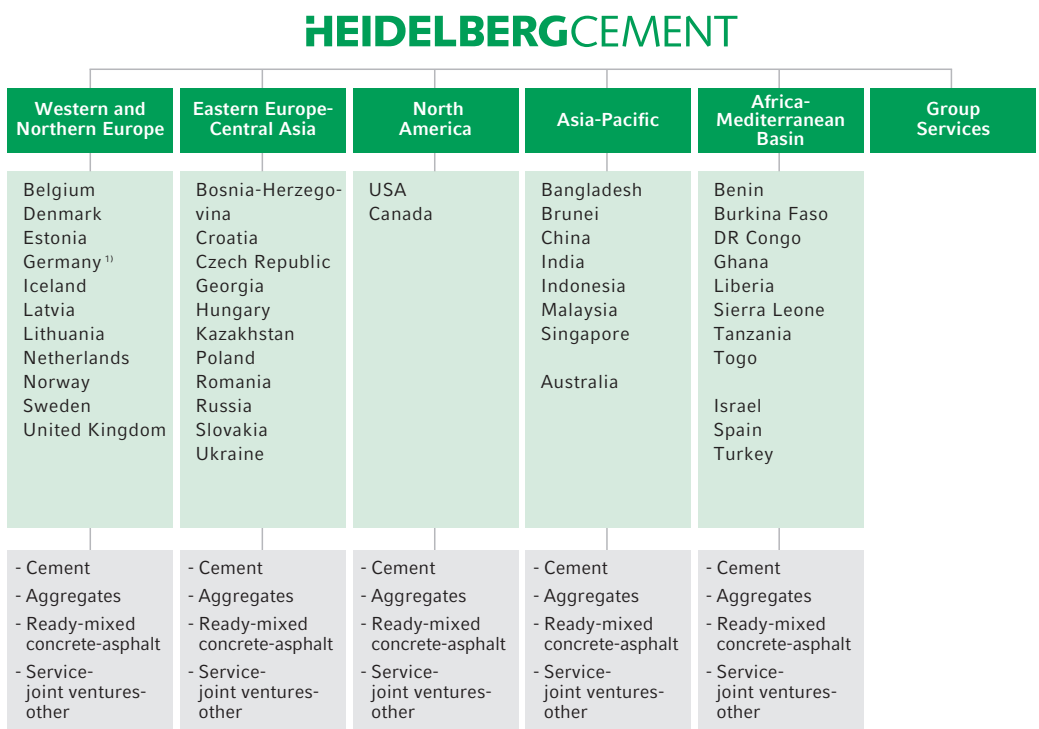 HEIDELBERGCEMENT
Western and
Northern Europe
Eastern Europe-
Central Asia
North
America
Asia-Pacific
Africa-
Mediterranean
Basin
Group
Services
Belgium
Denmark
Estonia
Germany ¹⁾
Iceland
Latvia
Lithuania
Netherlands
Norway
Sweden
United Kingdom
Bosnia-Herzego-
vina
Croatia
Czech Republic
Georgia
Hungary
Kazakhstan
Poland
Romania
Russia
Slovakia
Ukraine
USA
Canada
Bangladesh
Brunei
China
India
Indonesia
Malaysia
Singapore
Australia
Benin
Burkina Faso
DR Congo
Ghana
Liberia
Sierra Leone
Tanzania
Togo
Israel
Spain
Turkey
- Cement
- Aggregates
- Ready-mixed
concrete-asphalt
- Service-
joint ventures-
other
- Cement
- Aggregates
- Ready-mixed
concrete-asphalt
- Service-
joint ventures-
other
- Cement
- Aggregates
- Ready-mixed
concrete-asphalt
- Service-
joint ventures-
other
- Cement
- Aggregates
- Ready-mixed
concrete-asphalt
- Service-
joint ventures-
other
- Cement
- Aggregates
- Ready-mixed
concrete-asphalt
- Service-
joint ventures-
other